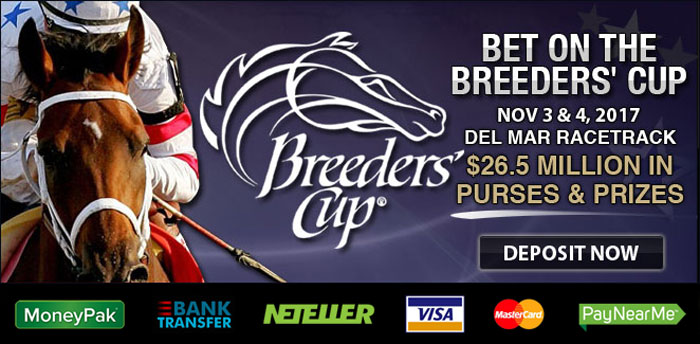 BET ON THE
BREEDERS' CUP
NOV 3 & 4, 2017
DEL MAR RACETRACK
$26.5 MILLION IN
PURSES & PRIZES
Breeders'
Cup®
DEPOSIT NOW
MoneyPak®
BANK
TRANSFER
NETELLER
VISA
MasterCard
PayNearMe™